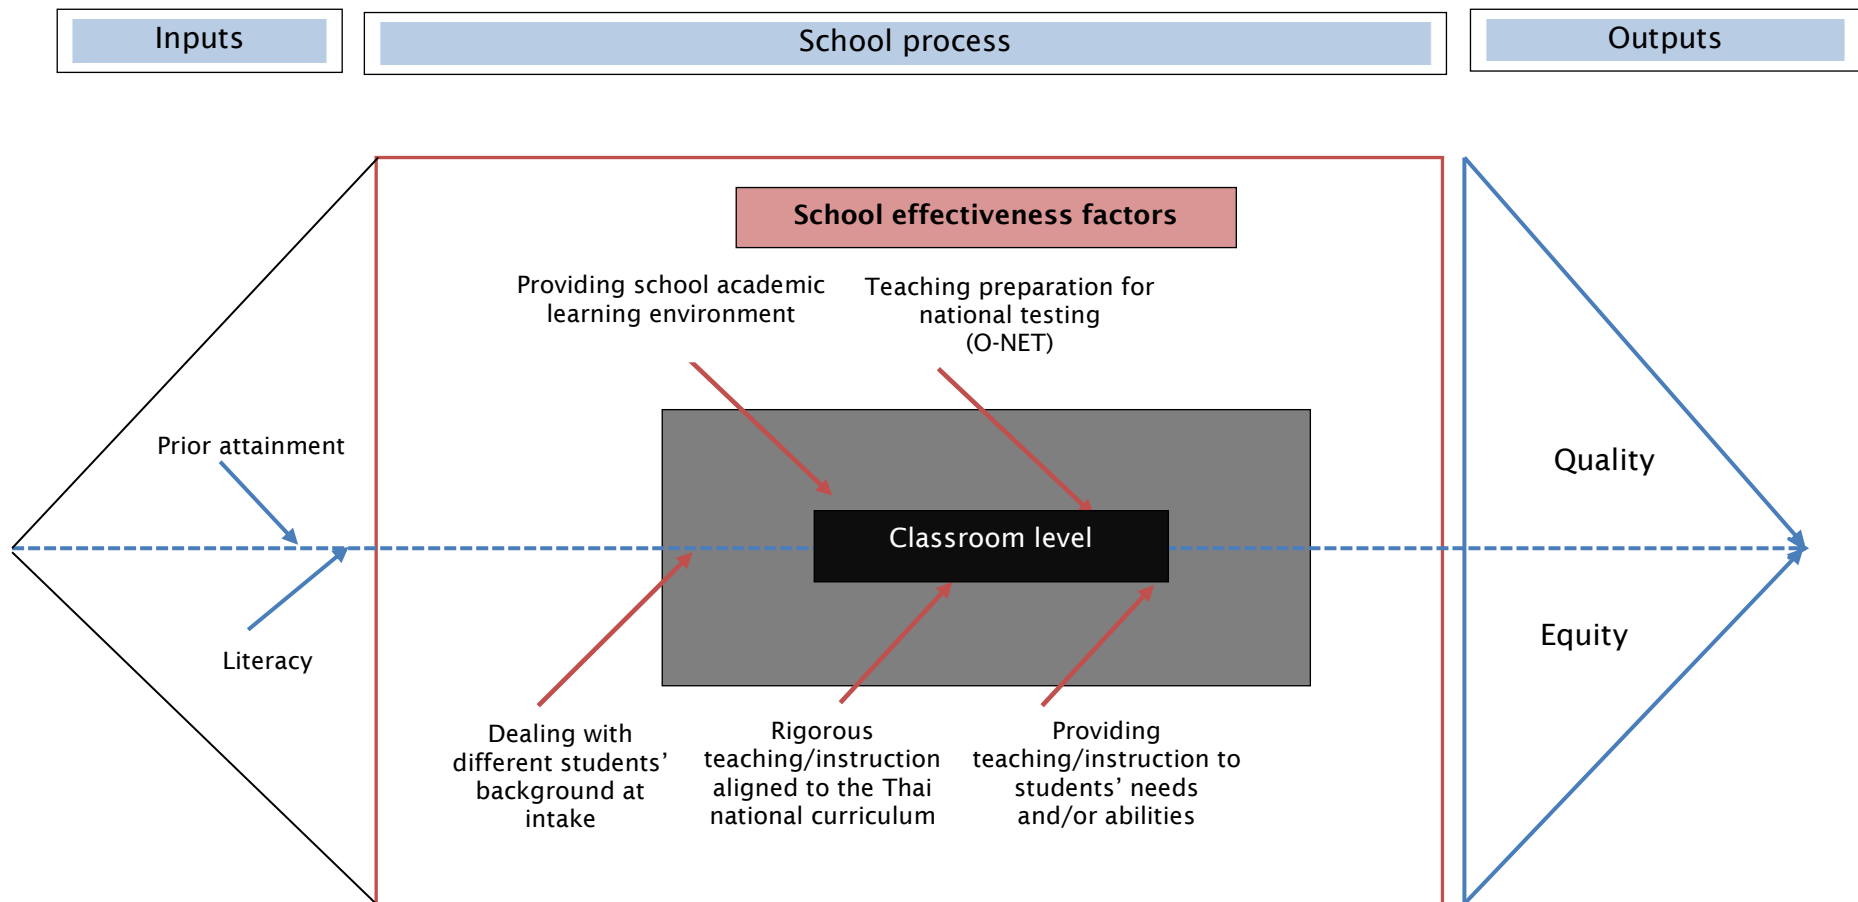 Inputs
School process
Outputs
School effectiveness factors
Providing school academic
learning environment
Teaching preparation for
national testing
(O-NET)
Prior attainment
Quality
Classroom level
Equity
Literacy
Dealing with
different students’
background at
intake
Rigorous
teaching/instruction
aligned to the Thai
national curriculum
Providing
teaching/instruction to
students’ needs
and/or abilities